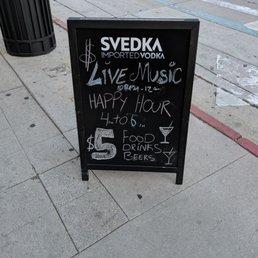 SVEDKA
IMPORTED VODKA
$
LIVE MUSIC
HAPPY HOUR
4 to 6
$5 FOOD
DRINKS
BEERS